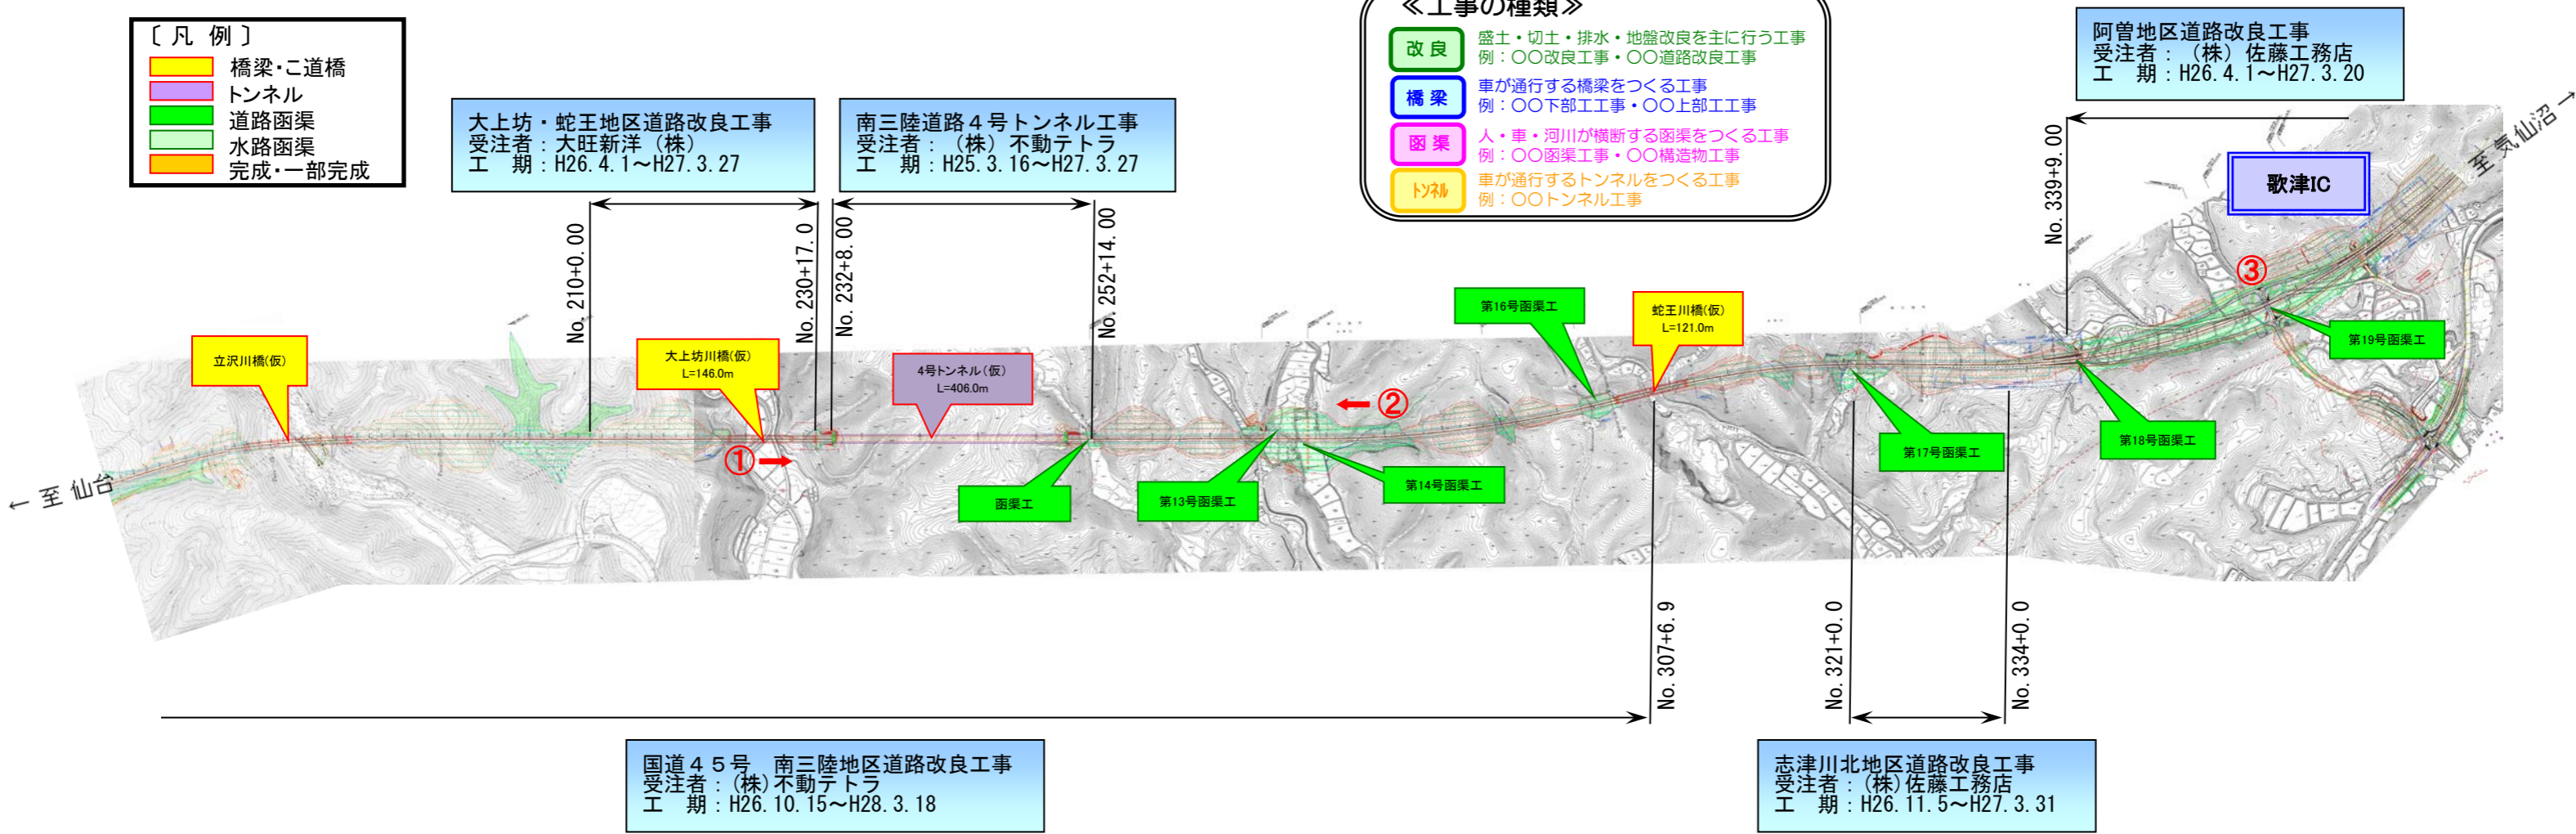 〔 凡 例 〕
橋梁・こ道橋
トンネル
道路函渠
水路函渠
完成・一部完成
≪工事の種類≫
改 良
盛土・切土・排水・地盤改良を主に行う工事
例：〇〇改良工事・〇〇道路改良工事
橋 梁
車が通行する橋梁をつくる工事
例：〇〇下部工工事・〇〇上部工工事
函 渠
人・車・河川が横断する函渠をつくる工事
例：〇〇函渠工事・〇〇構造物工事
トンネル
車が通行するトンネルをつくる工事
例：〇〇トンネル工事
阿曽地区道路改良工事
受注者：（株）佐藤工務店
工　期：H26.4.1～H27.3.20
大上坊・蛇王地区道路改良工事
受注者：大旺新洋（株）
工　期：H26.4.1～H27.3.27
南三陸道路４号トンネル工事
受注者：（株）不動テトラ
工　期：H25.3.16～H27.3.27
No.210+0.00
No.230+17.0
No.232+8.00
No.252+14.00
No.339+9.00
歌津IC
至 気仙沼 →
← 至 仙台
立沢川橋(仮)
大上坊川橋(仮)
L=146.0m
4号トンネル(仮)
L=406.0m
第16号函渠工
蛇王川橋(仮)
L=121.0m
①→
←②
③
函渠工
第13号函渠工
第14号函渠工
第17号函渠工
第18号函渠工
第19号函渠工
No.307+6.9
No.321+0.0
No.334+0.0
国道４５号　南三陸地区道路改良工事
受注者：(株)不動テトラ
工　期：H26.10.15～H28.3.18
志津川北地区道路改良工事
受注者：(株)佐藤工務店
工　期：H26.11.5～H27.3.31